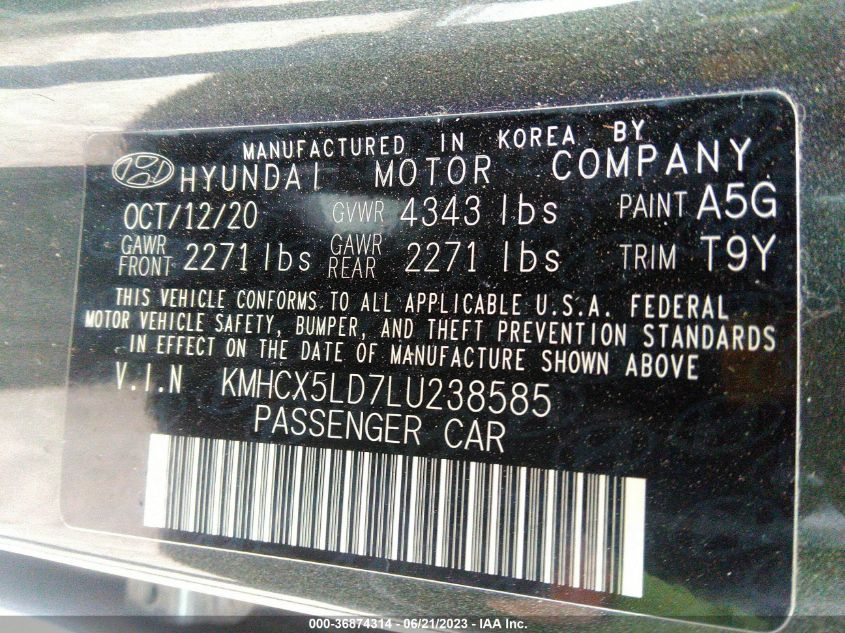 MANUFACTURED IN KOREA BY
HYUNDAI MOTOR COMPANY
OCT/12/20 GVWR 4343 lbs PAINT A5G
GAWR FRONT 2271 lbs GAWR REAR 2271 lbs TRIM T9Y
THIS VEHICLE CONFORMS TO ALL APPLICABLE U.S.A. FEDERAL
MOTOR VEHICLE SAFETY, BUMPER, AND THEFT PREVENTION STANDARDS
IN EFFECT ON THE DATE OF MANUFACTURE SHOWN ABOVE
V.I.N KMHCX5LD7LU238585
PASSENGER CAR
000-36874314 - 06/21/2023 - IAA Inc.